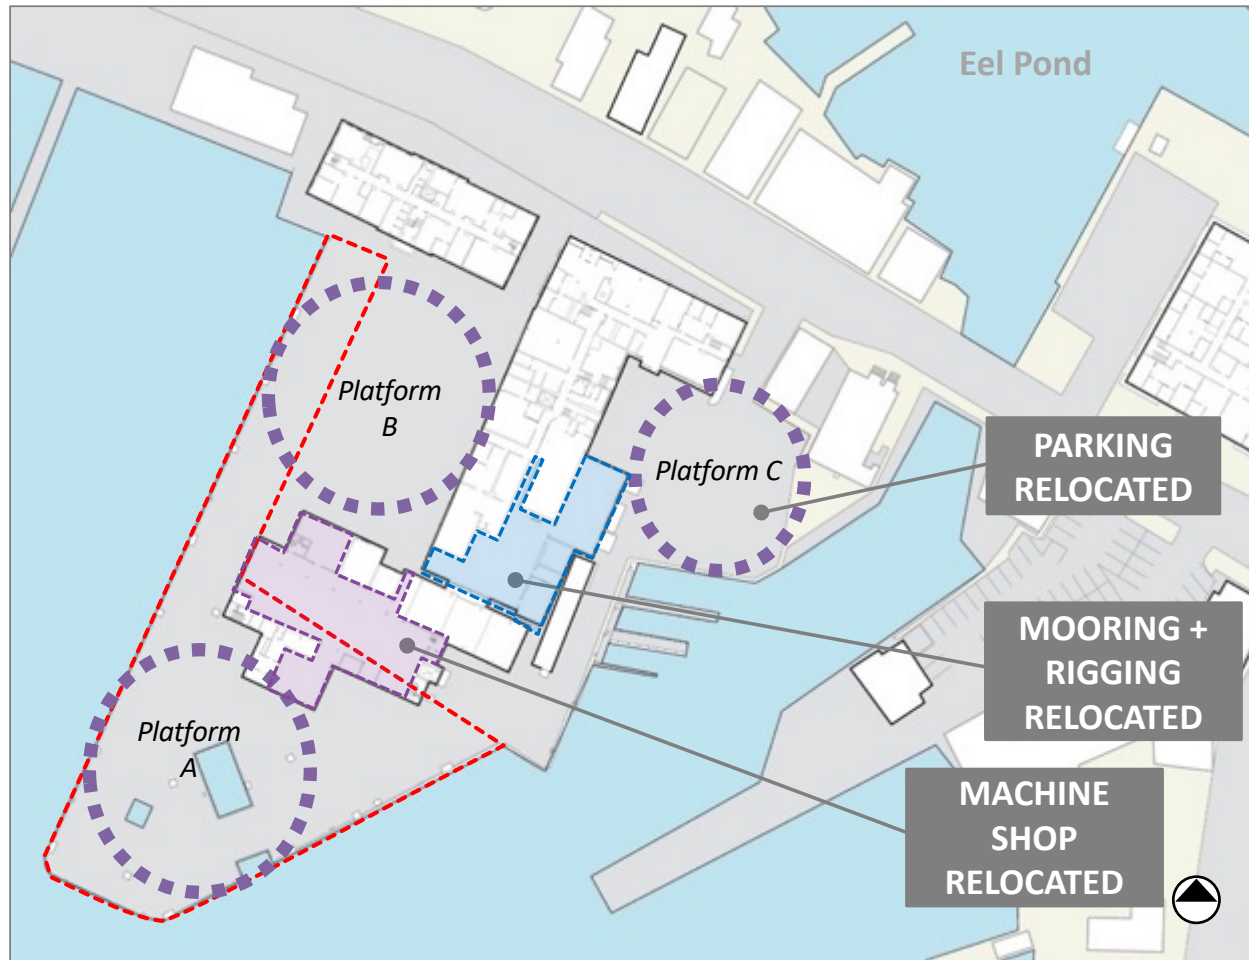 Eel Pond
Platform
B
Platform C
PARKING
RELOCATED
MOORING +
RIGGING
RELOCATED
Platform
A
MACHINE
SHOP
RELOCATED